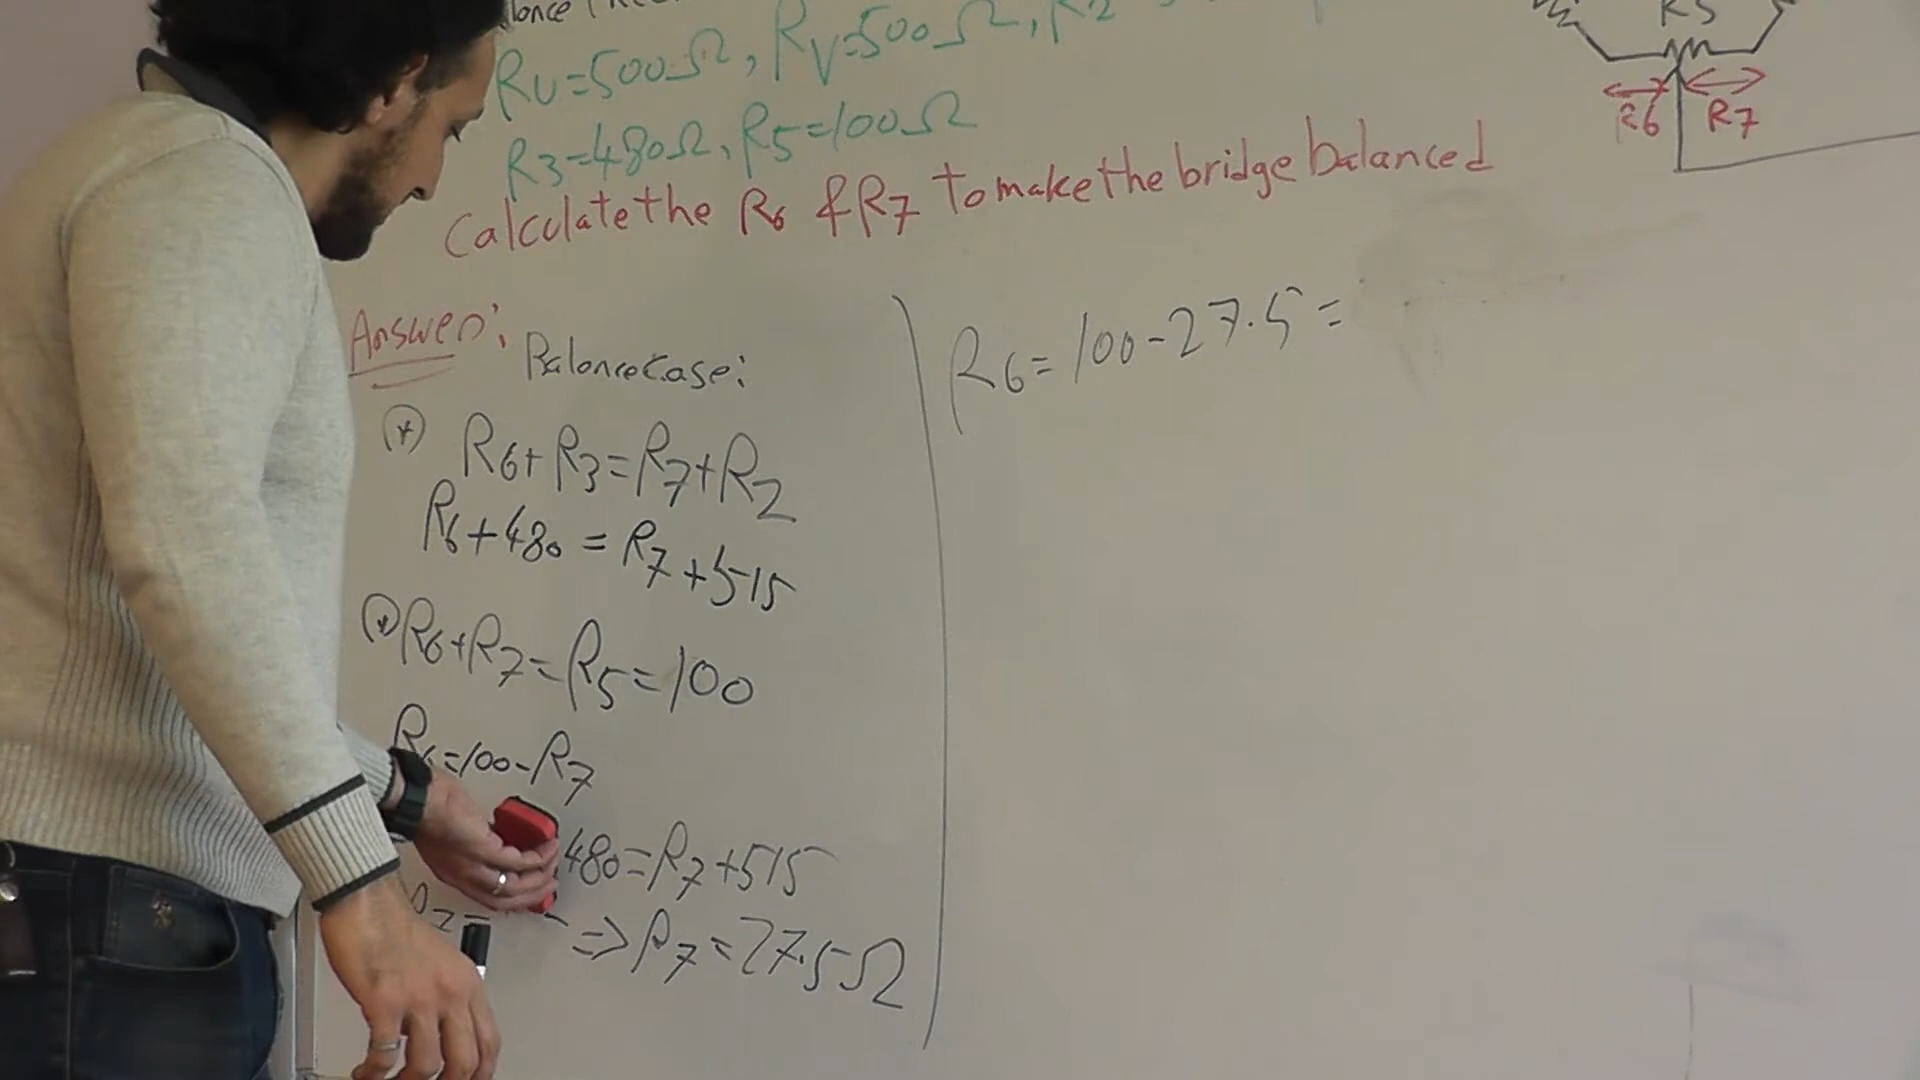 RU=500Ω, RV=500Ω, R2
R3=480Ω, R5=100Ω
Calculate the R6 & R7 to make the bridge balanced
R5
R6 R7
Answer:
Balance Case:
R6+R3=R7+R2
R6+480=R7+515
R6+R7=R5=100
R6=100-R7
480=R7+515
=>R7=27.5Ω
R6=100-27.5=